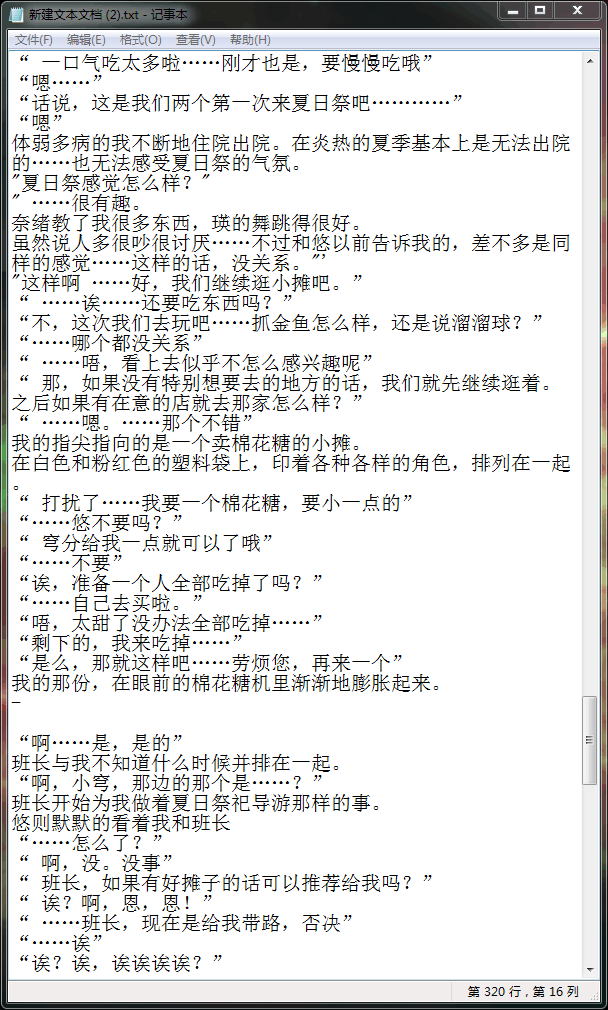 新建文本文档 (2).txt - 记事本
文件(F) 编辑(E) 格式(O) 查看(V) 帮助(H)
“ 一口气吃太多啦……刚才也是，要慢慢吃哦”
“嗯……”
“话说，这是我们两个第一次来夏日祭吧…………”
“嗯”
体弱多病的我不断地住院出院。在炎热的夏季基本上是无法出院
的……也无法感受夏日祭的气氛。
"夏日祭感觉怎么样？"
" ……很有趣。
奈绪教了我很多东西，瑛的舞跳得很好。
虽然说人多很吵很讨厌……不过和悠以前告诉我的，差不多是同
样的感觉……这样的话，没关系。"'
"这样啊 ……好，我们继续逛小摊吧。”
“ ……诶……还要吃东西吗？”
“不，这次我们去玩吧……抓金鱼怎么样，还是说溜溜球？”
“……哪个都没关系”
“ ……唔，看上去似乎不怎么感兴趣呢”
“ 那，如果没有特别想要去的地方的话，我们就先继续逛着。
之后如果有在意的店就去那家怎么样？”
“ ……嗯。……那个不错”
我的指尖指向的是一个卖棉花糖的小摊。
在白色和粉红色的塑料袋上，印着各种各样的角色，排列在一起
。
“ 打扰了……我要一个棉花糖，要小一点的”
“……悠不要吗？”
“ 穹分给我一点就可以了哦”
“……不要”
“诶，准备一个人全部吃掉了吗？”
“……自己去买啦。”
“唔，太甜了没办法全部吃掉……”
“剩下的，我来吃掉……”
“是么，那就这样吧……劳烦您，再来一个”
我的那份，在眼前的棉花糖机里渐渐地膨胀起来。
-
“啊……是，是的”
班长与我不知道什么时候并排在一起。
“啊，小穹，那边的那个是……？”
班长开始为我做着夏日祭祀导游那样的事。
悠则默默的看着我和班长
“……怎么了？”
“ 啊，没。没事”
“ 班长，如果有好摊子的话可以推荐给我吗？”
“ 诶？啊，恩，恩！”
“ ……班长，现在是给我带路，否决”
“……诶”
“诶？诶，诶诶诶诶？”
第 320 行，第 16 列